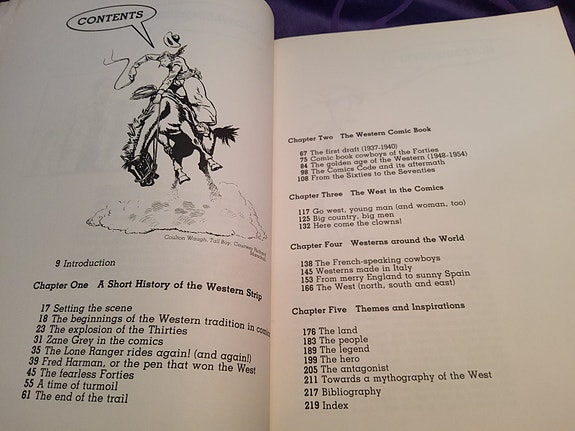 CONTENTS
Coulton Waugh, Tall Boy. Courtesy Richard
9 Introduction
Chapter One A Short History of the Western Strip
17 Setting the scene
18 The beginnings of the Western tradition in comics
23 The explosion of the Thirties
31 Zane Grey in the comics
35 The Lone Ranger rides again! (and again!)
39 Fred Harman, or the pen that won the West
45 The fearless Forties
55 A time of turmoil
61 The end of the trail
Chapter Two The Western Comic Book
67 The first draft (1937-1940)
75 Comic book cowboys of the Forties
84 The golden age of the Western (1948-1954)
98 The Comics Code and its aftermath
108 From the Sixties to the Seventies
Chapter Three The West in the Comics
117 Go west, young man (and woman, too)
125 Big country, big men
132 Here come the clowns!
Chapter Four Westerns around the World
138 The French-speaking cowboys
145 Westerns made in Italy
153 From merry England to sunny Spain
166 The West (north, south and east)
Chapter Five Themes and Inspirations
176 The land
183 The people
189 The legend
199 The hero
205 The antagonist
211 Towards a mythography of the West
217 Bibliography
219 Index